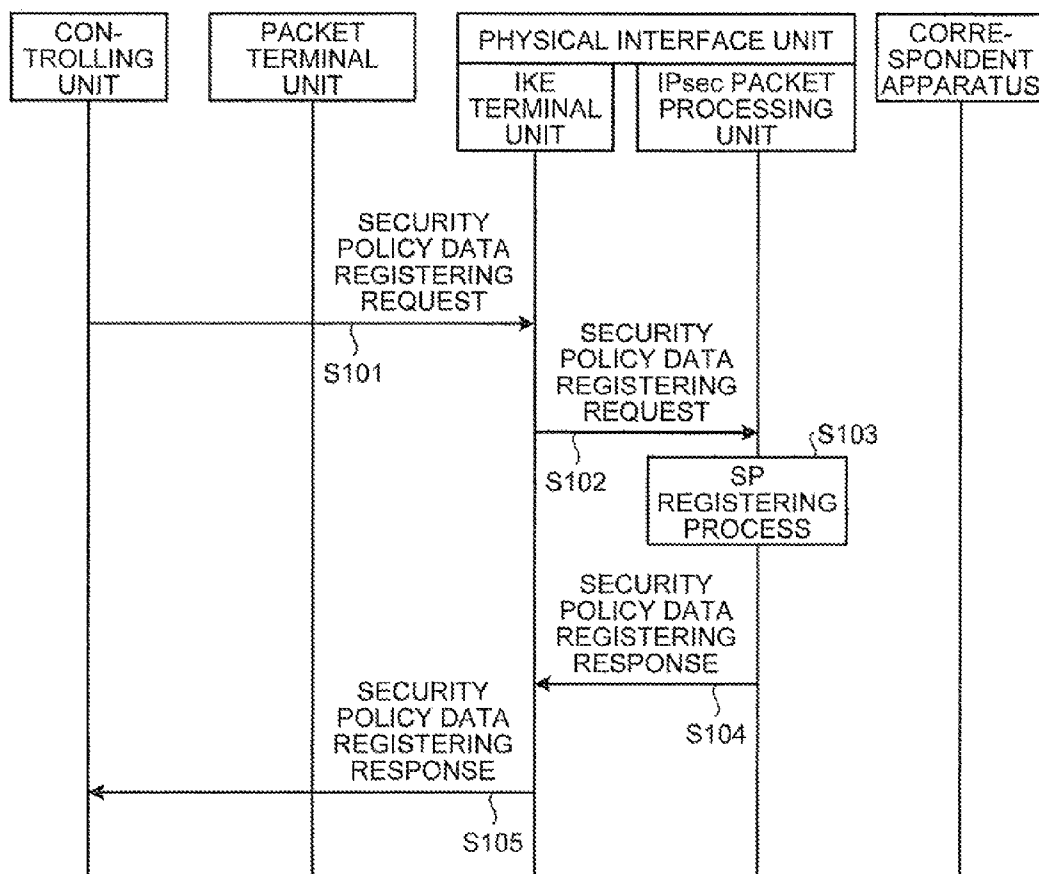 CON-
TROLLING
UNIT
PACKET
TERMINAL
UNIT
PHYSICAL INTERFACE UNIT
IKE
TERMINAL
UNIT
IPsec PACKET
PROCESSING
UNIT
CORRE-
SPONDENT
APPARATUS
SECURITY
POLICY DATA
REGISTERING
REQUEST
S101
SECURITY
POLICY DATA
REGISTERING
REQUEST
S102
S103
SP
REGISTERING
PROCESS
SECURITY
POLICY DATA
REGISTERING
RESPONSE
S104
SECURITY
POLICY DATA
REGISTERING
RESPONSE
S105